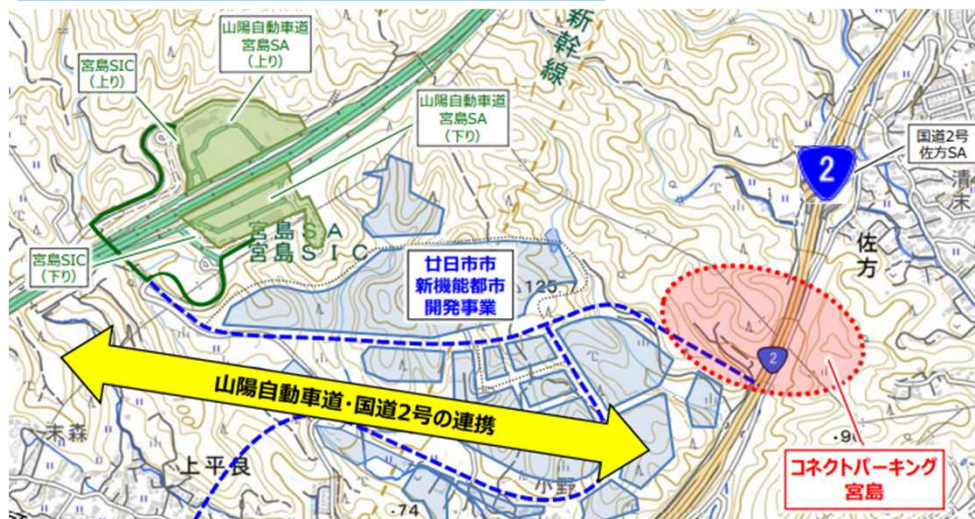 山陽自動車道
宮島SA
(上り)
新幹線
宮島SIC
(上り)
山陽自動車道
宮島SA
(下り)
2
国道2号
佐方SA
清末
佐方
宮島SA
宮島SIC
宮島SIC
(下り)
廿日市市
新機能都市
開発事業
125
2
山陽自動車道・国道2号の連携
末森
上平良
小野
・9
・74
コネクトパーキング
宮島